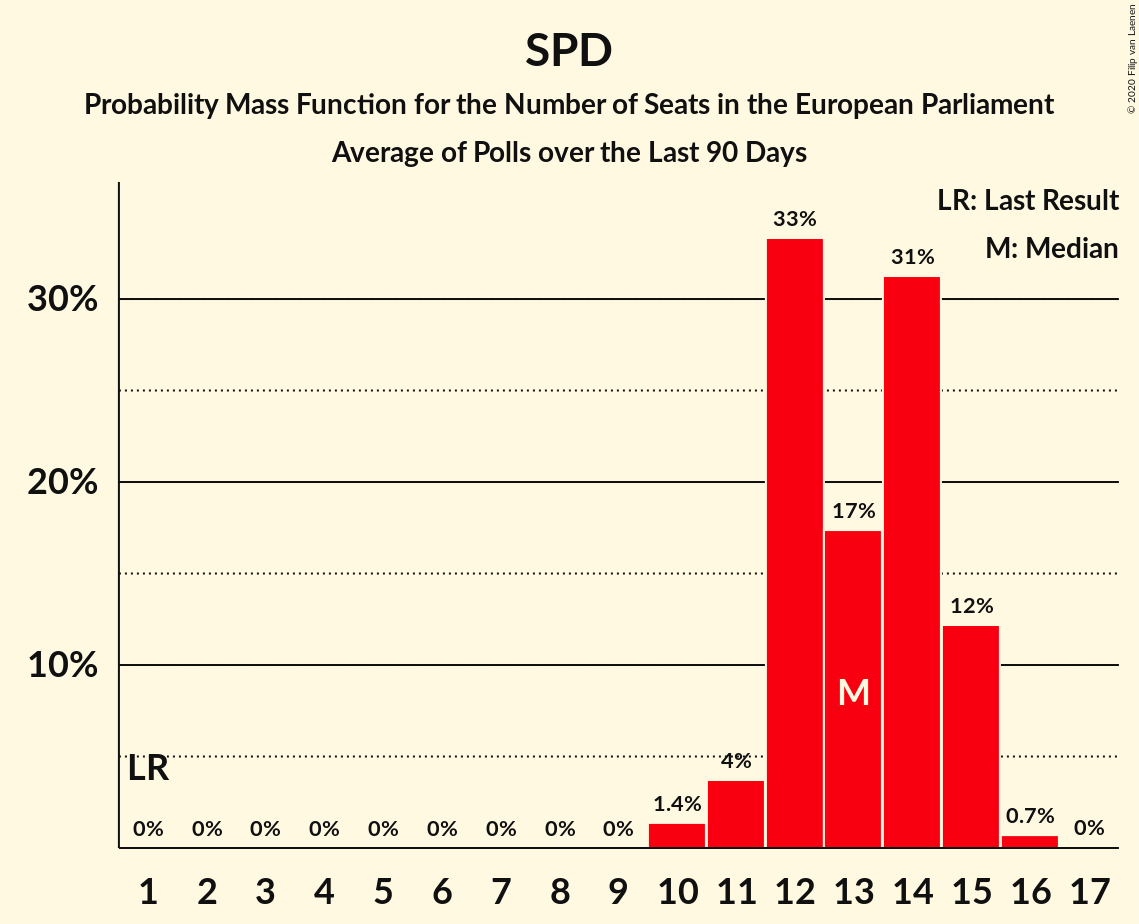 SPD
Probability Mass Function for the Number of Seats in the European Parliament
Average of Polls over the Last 90 Days
© 2020 Filip van Laenen
LR: Last Result
M: Median
33%
31%
30%
20%
17%
12%
10%
M
LR
4%
1.4%
0.7%
0% 0% 0% 0% 0% 0% 0% 0% 0% 0%
1 2 3 4 5 6 7 8 9 10 11 12 13 14 15 16 17